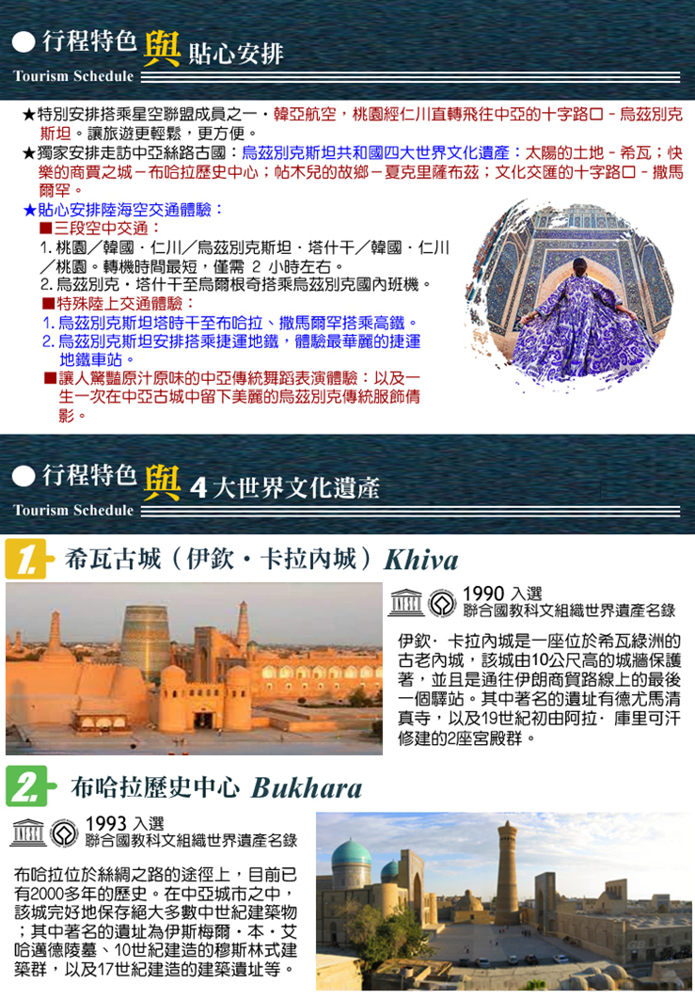 ● 行程特色 與 貼心安排
Tourism Schedule
★特別安排搭乘星空聯盟成員之一・韓亞航空，桃園經仁川直轉飛往中亞的十字路口－烏茲別克
斯坦。讓旅遊更輕鬆，更方便。
★獨家安排走訪中亞絲路古國：烏茲別克斯坦共和國四大世界文化遺產：太陽的土地－希瓦；快
樂的商賈之城－布哈拉歷史中心；帖木兒的故鄉－夏克里薩布茲；文化交匯的十字路口－撒馬
爾罕。
★貼心安排陸海空交通體驗：
■三段空中交通：
1. 桃園／韓國・仁川／烏茲別克斯坦・塔什干／韓國・仁川
／桃園。轉機時間最短，僅需 2 小時左右。
2. 烏茲別克・塔什干至烏爾根奇搭乘烏茲別克國內班機。
■特殊陸上交通體驗：
1. 烏茲別克斯坦塔時干至布哈拉、撒馬爾罕搭乘高鐵。
2. 烏茲別克斯坦安排搭乘捷運地鐵，體驗最華麗的捷運
地鐵車站。
■讓人驚豔原汁原味的中亞傳統舞蹈表演體驗：以及一
生一次在中亞古城中留下美麗的烏茲別克傳統服飾倩
影。
● 行程特色 與 4大世界文化遺產
Tourism Schedule
1. 希瓦古城（伊欽・卡拉內城）Khiva
UNESCO
1990 入選
聯合國教科文組織世界遺產名錄
伊欽・卡拉內城是一座位於希瓦綠洲的
古老內城，該城由10公尺高的城牆保護
著，並且是通往伊朗商貿路線上的最後
一個驛站。其中著名的遺址有德尤馬清
真寺，以及19世紀初由阿拉・庫里可汗
修建的2座宮殿群。
2. 布哈拉歷史中心 Bukhara
UNESCO
1993 入選
聯合國教科文組織世界遺產名錄
布哈拉位於絲綢之路的途徑上，目前已
有2000多年的歷史。在中亞城市之中，
該城完好地保存絕大多數中世紀建築物
；其中著名的遺址為伊斯梅爾・本・艾
哈邁德陵墓、10世紀建造的穆斯林式建
築群，以及17世紀建造的建築遺址等。